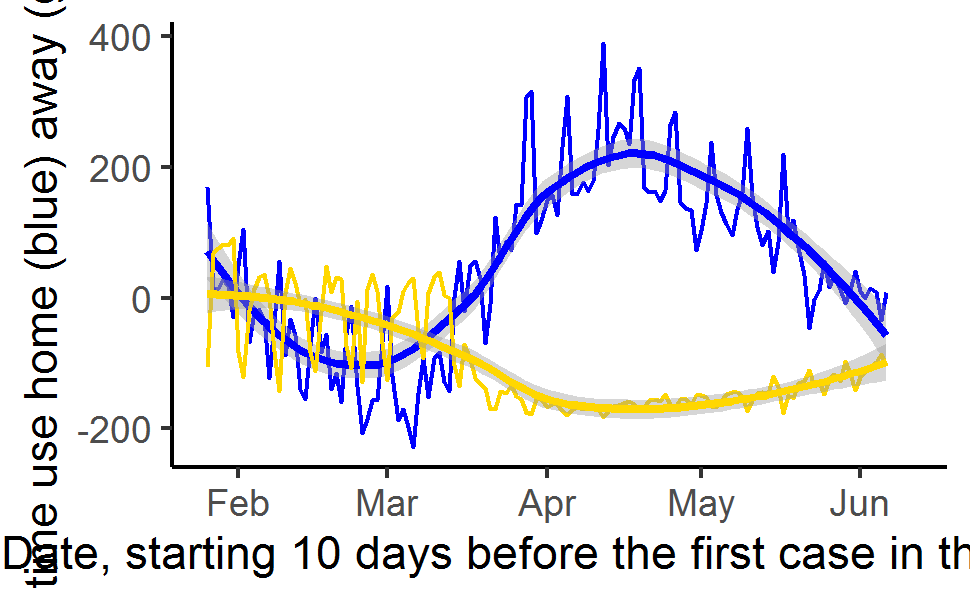 time use home (blue) away (
400
200
0
-200
Feb Mar Apr May Jun
Date, starting 10 days before the first case in th